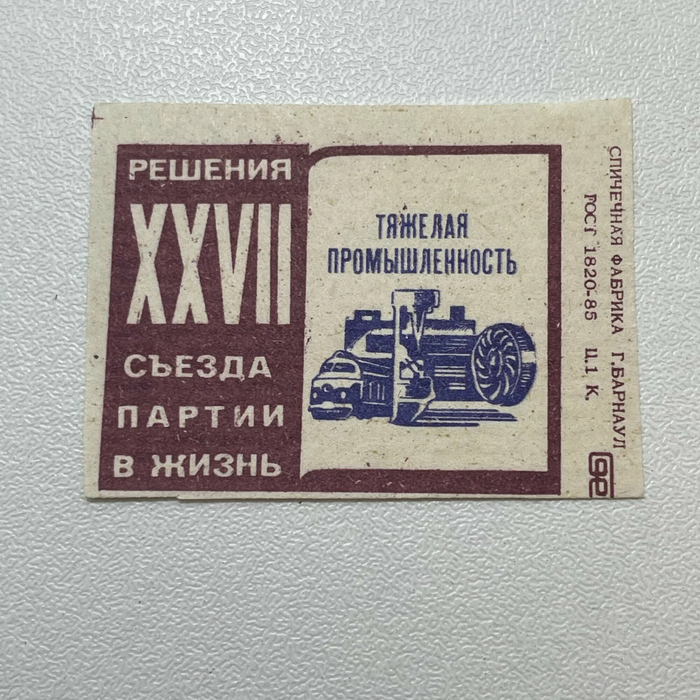 РЕШЕНИЯ
XXVII
СЪЕЗДА
ПАРТИИ
В ЖИЗНЬ
ТЯЖЕЛАЯ
ПРОМЫШЛЕННОСТЬ
СПИЧЕЧНАЯ ФАБРИКА Г.БАРНАУЛ
ГОСТ 1820-85 Ц.1 К.